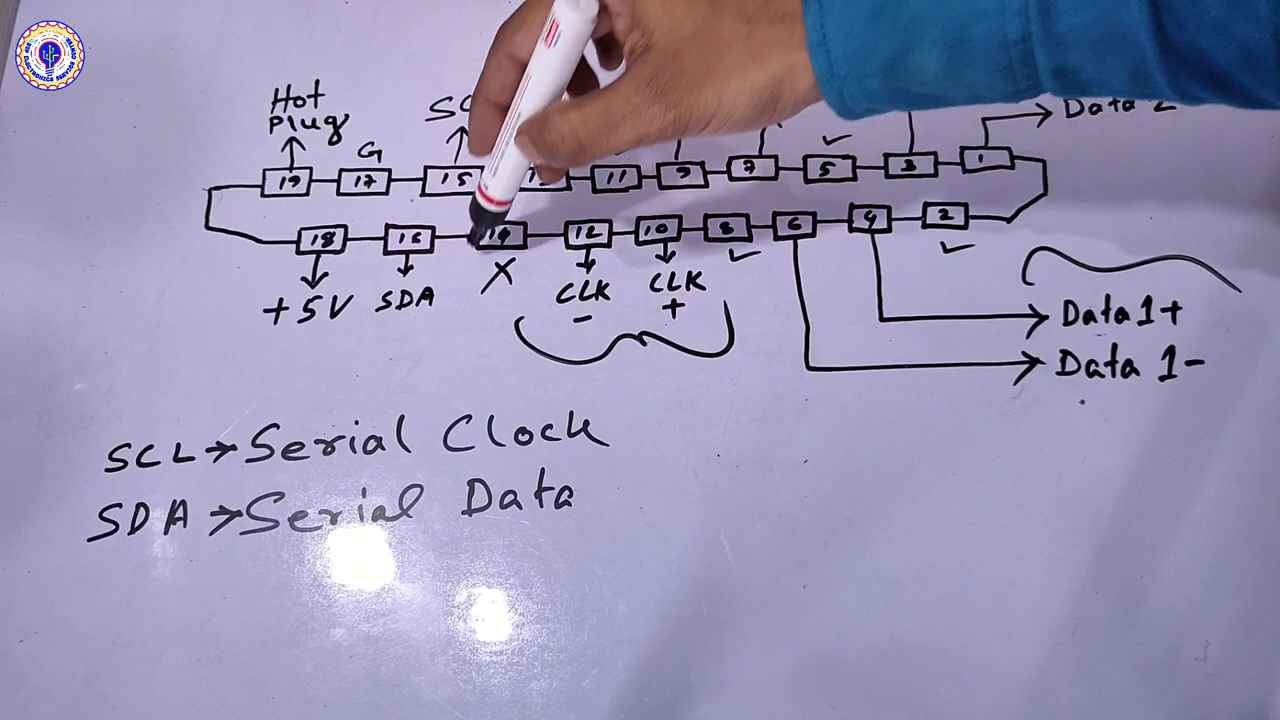 Hot
Plug
G
Data 2
19 17 15 11 9 7 5 3 1
18 16 14 12 10 8 6 4 2
+5V SDA X CLK CLK
- +
Data 1+
Data 1-
SCL→Serial Clock
SDA→Serial Data